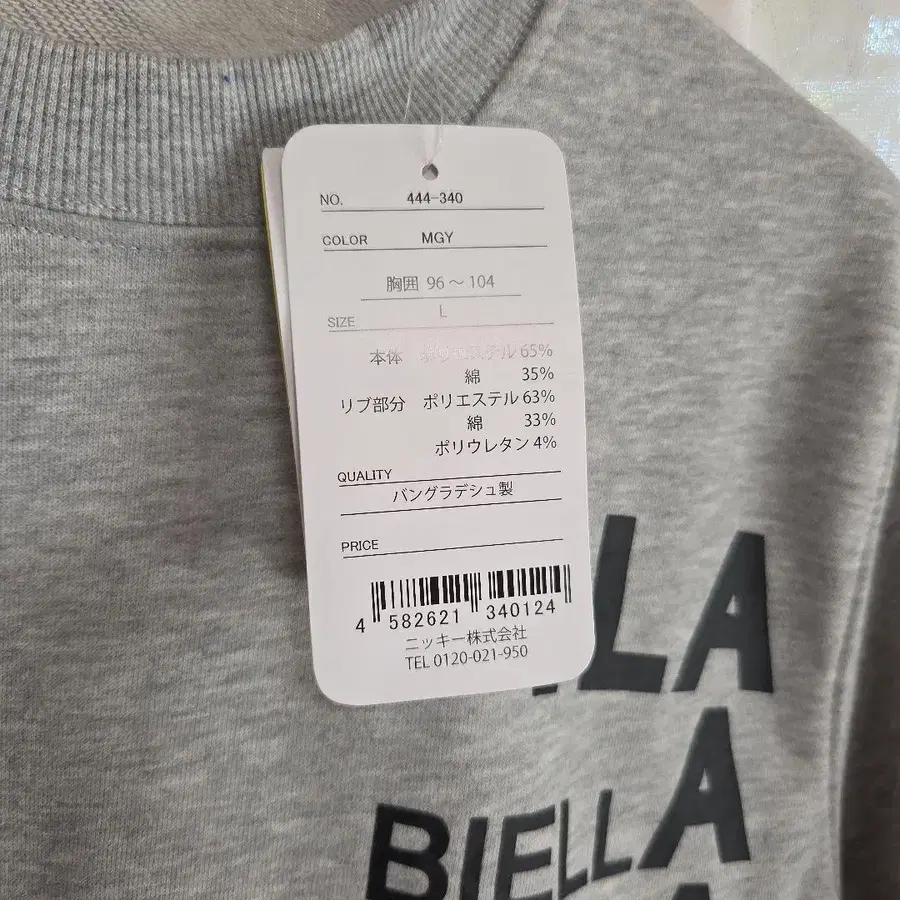 NO. 444-340
COLOR MGY
胸囲 96～104
SIZE L
本体 ポリエステル 65%
綿 35%
リブ部分 ポリエステル 63%
綿 33%
ポリウレタン 4%
QUALITY
バングラデシュ製
PRICE
4 582621 340124
ニッキー株式会社
TEL 0120-021-950
LA
A
BIELLA